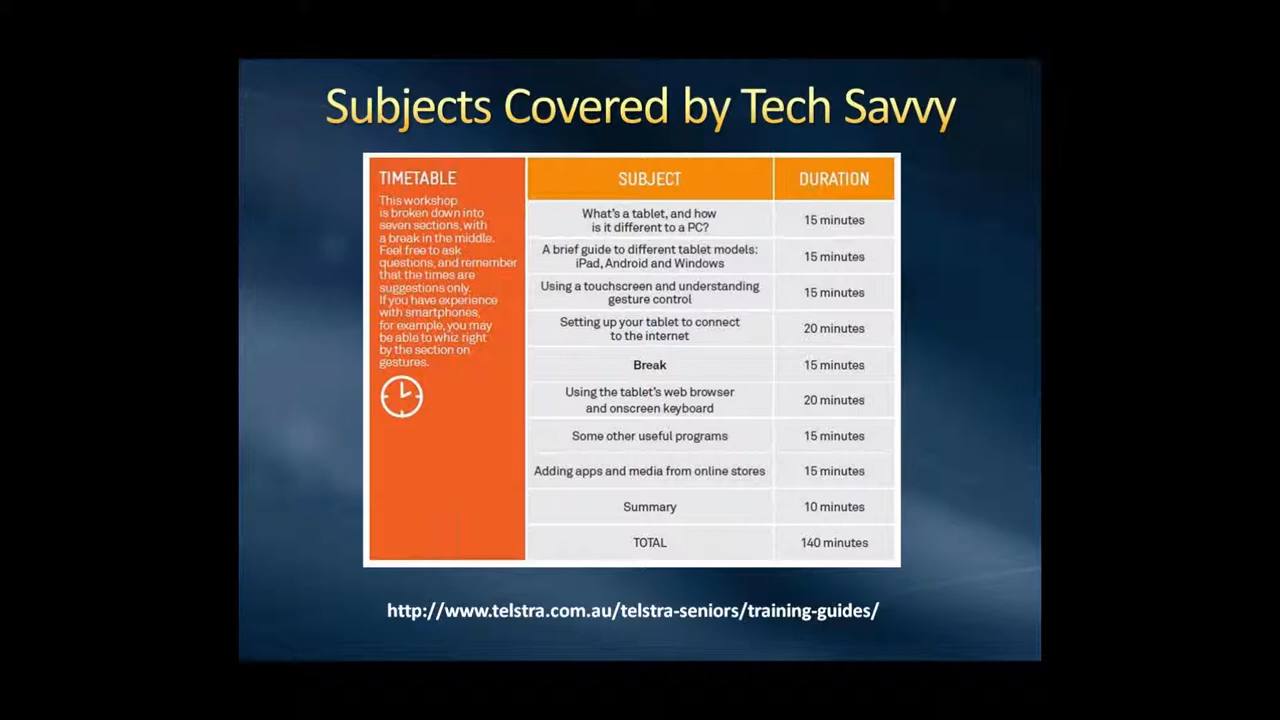 Subjects Covered by Tech Savvy
TIMETABLE
This workshop
is broken down into
seven sections, with
a break in the middle.
Feel free to ask
questions, and remember
that the times are
suggestions only.
If you have experience
with smartphones,
for example, you may
be able to whiz right
by the section on
gestures.
SUBJECT DURATION
What's a tablet, and how
is it different to a PC?
15 minutes
A brief guide to different tablet models:
iPad, Android and Windows
15 minutes
Using a touchscreen and understanding
gesture control
15 minutes
Setting up your tablet to connect
to the internet
20 minutes
Break 15 minutes
Using the tablet's web browser
and onscreen keyboard
20 minutes
Some other useful programs 15 minutes
Adding apps and media from online stores 15 minutes
Summary 10 minutes
TOTAL 140 minutes
http://www.telstra.com.au/telstra-seniors/training-guides/